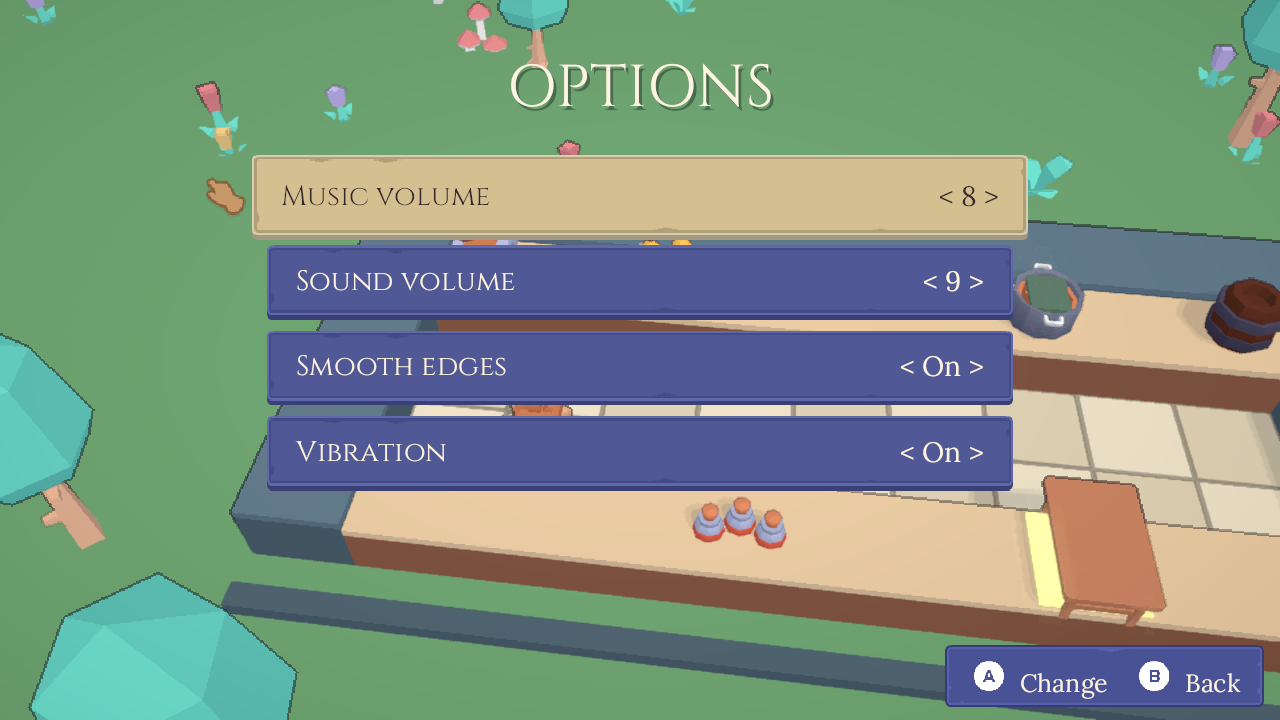 OPTIONS
Music volume < 8 >
Sound volume < 9 >
Smooth edges < On >
Vibration < On >
A Change B Back